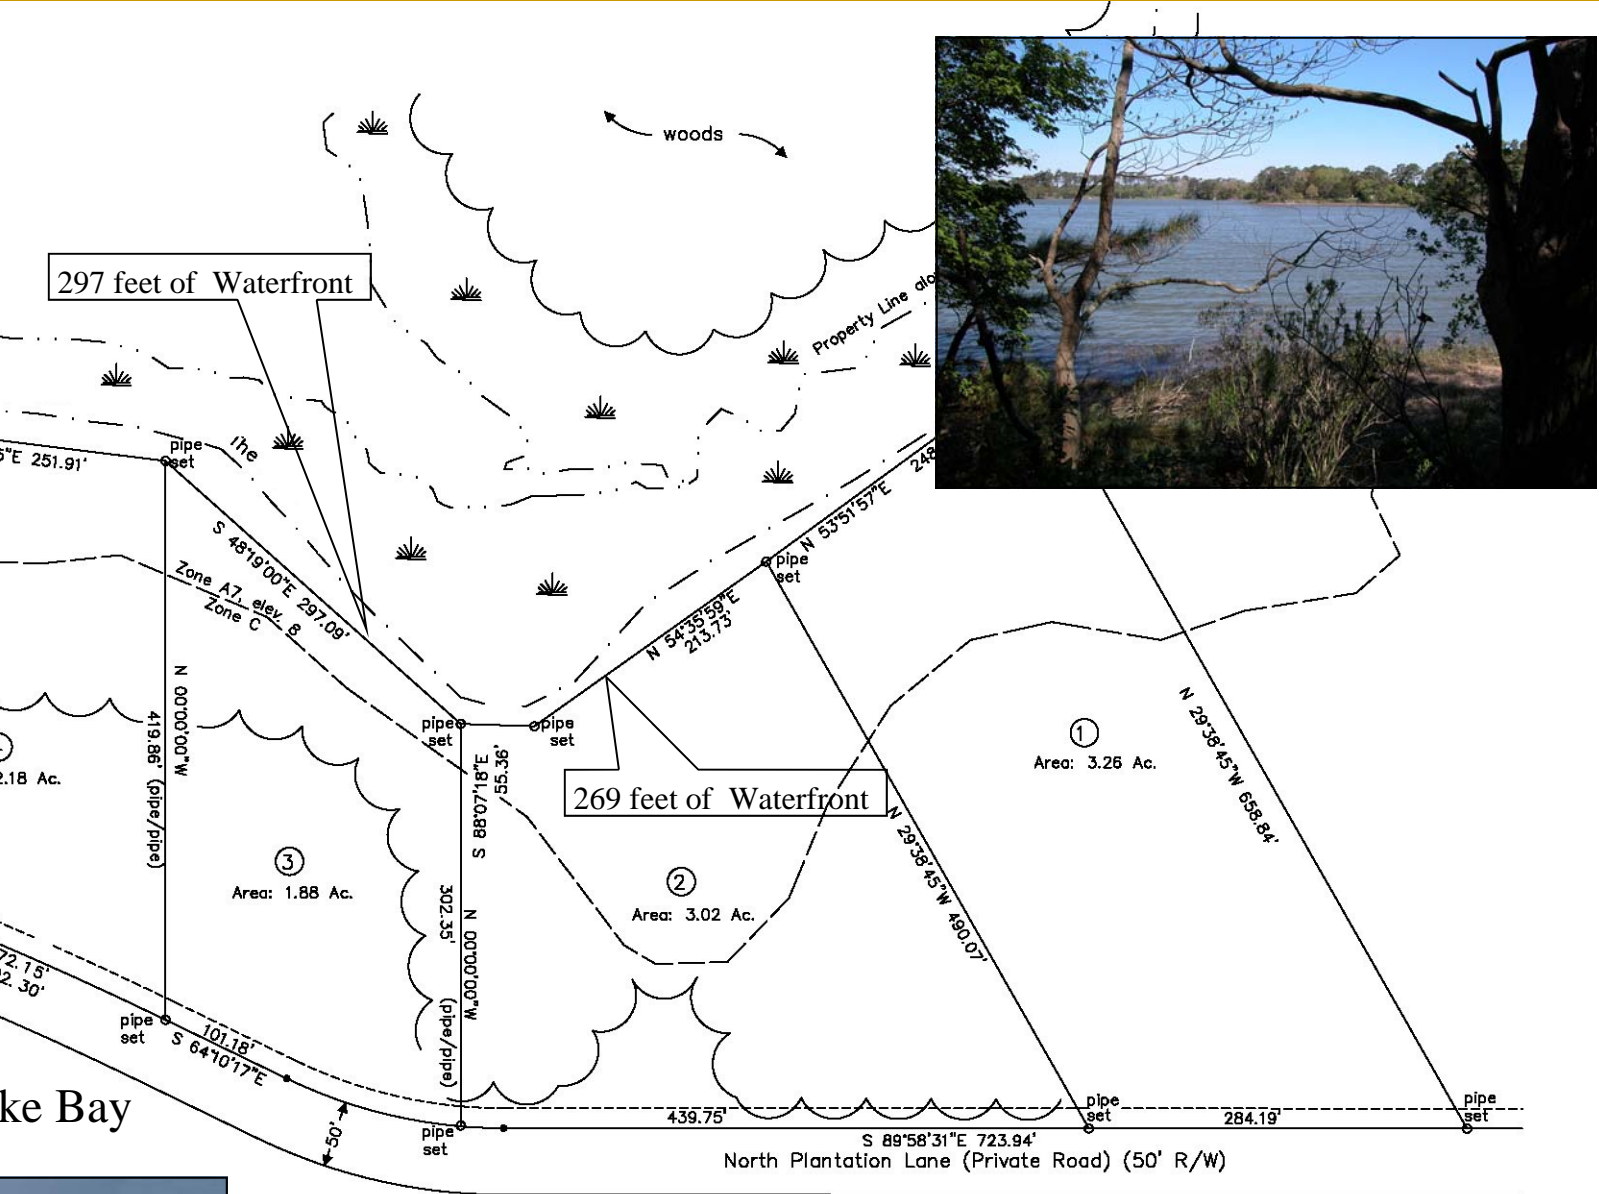 woods
297 feet of Waterfront
Property Line alo
pipe
set
5"E 251.91'
The
248
N 53°51'57"E
S 48°19'00"E 297.09'
pipe
set
Zone A7, elev. 8
Zone C
N 54°35'59"E
213.73'
N 00°00'00"W
419.86' (pipe/pipe)
pipe
set
pipe
set
S 88°07'18"E
55.36'
N 29°38'45"W 658.84'
1
Area: 3.26 Ac.
2.18 Ac.
269 feet of Waterfront
N 29°38'45"W 490.07'
3
Area: 1.88 Ac.
2
Area: 3.02 Ac.
N 00°00'00"W
302.35' (pipe/pipe)
72.15'
2.30'
pipe
set
101.18'
S 64°10'17"E
ke Bay
50'
pipe
set
439.75'
pipe
set
284.19'
pipe
set
S 89°58'31"E 723.94'
North Plantation Lane (Private Road) (50' R/W)